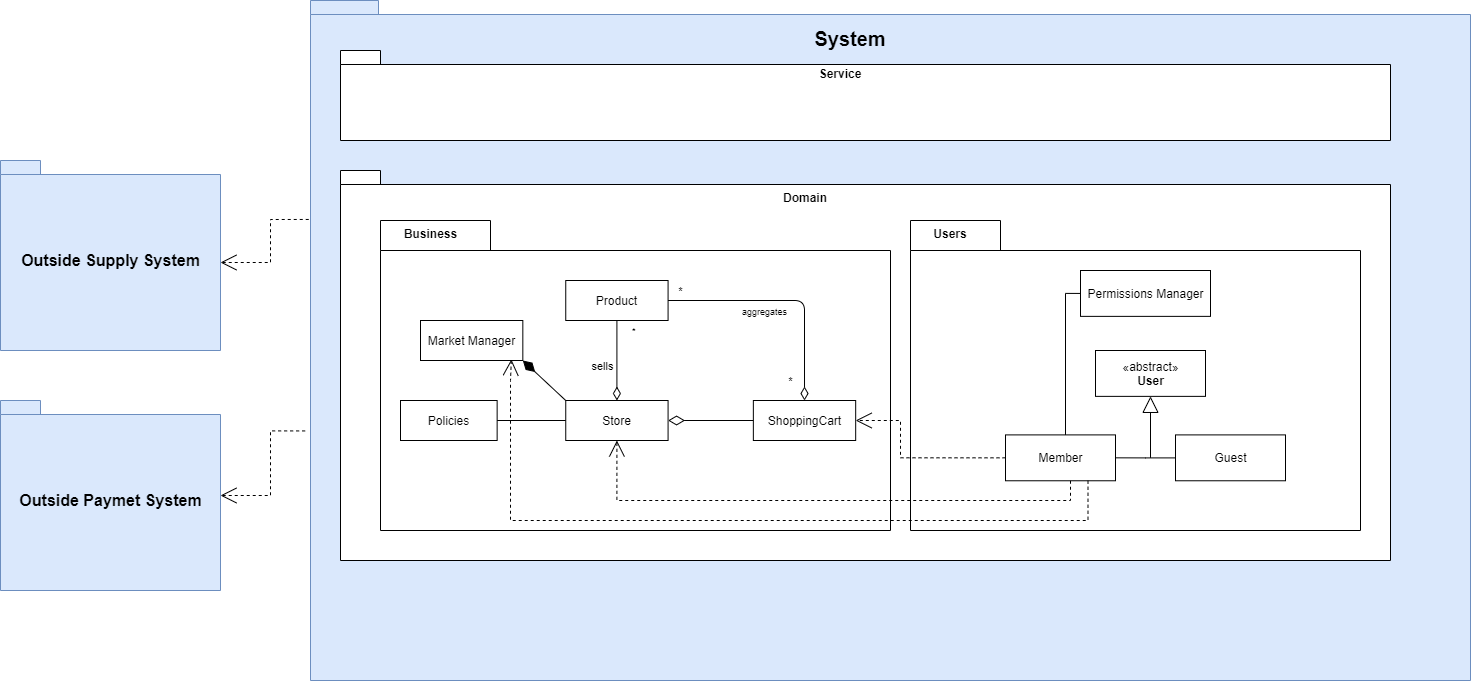 System
Service
Domain
Outside Supply System
Outside Paymet System
Business
Product
*
aggregates
*
Market Manager
sells
*
Policies
Store
ShoppingCart
Users
Permissions Manager
«abstract»
User
Member
Guest